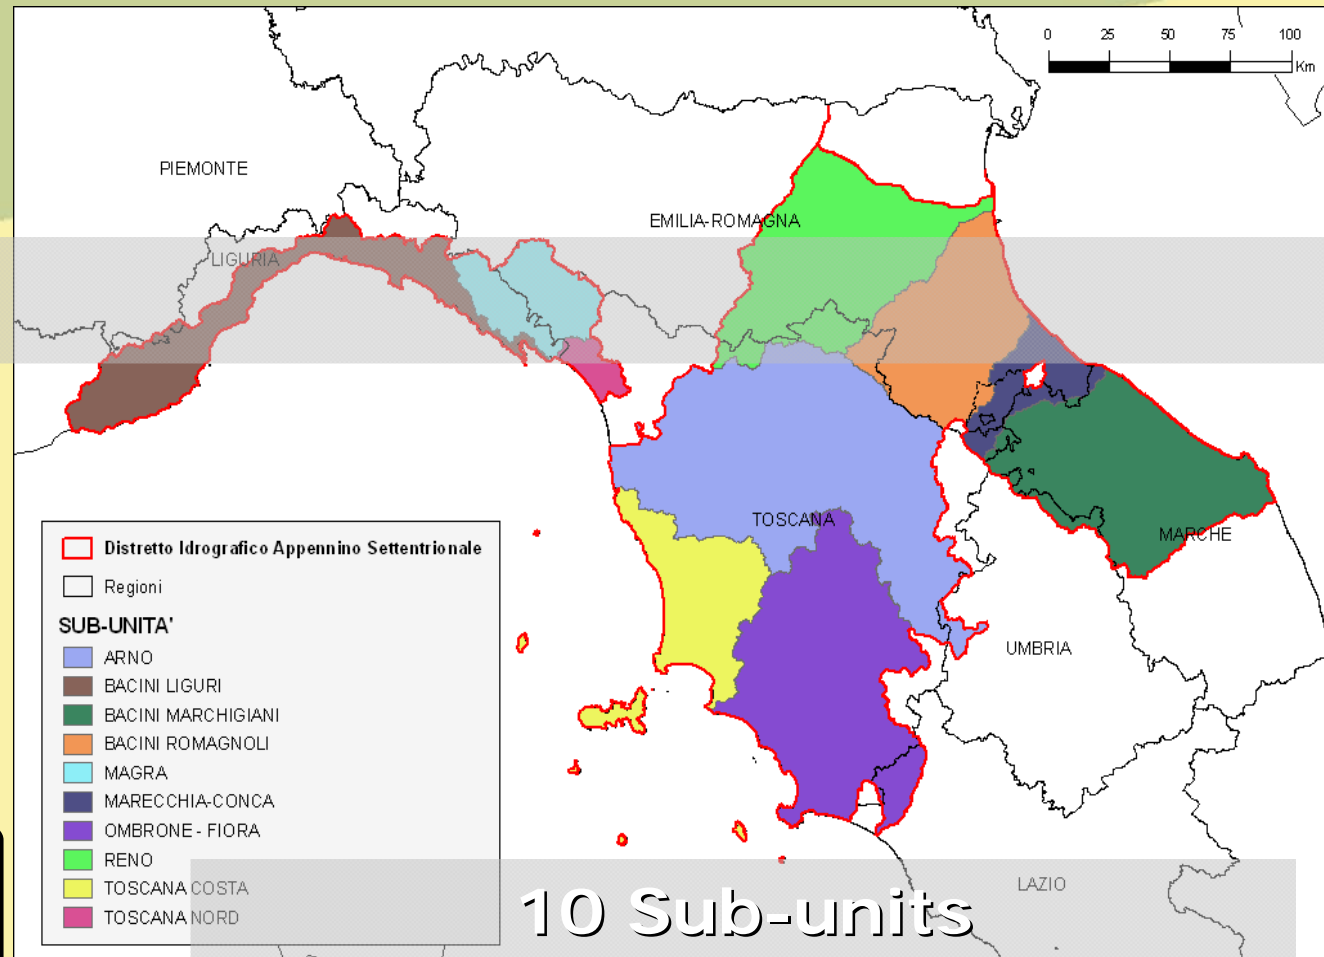 0 25 50 75 100
Km
PIEMONTE
EMILIA-ROMAGNA
LIGURIA
TOSCANA
MARCHE
UMBRIA
LAZIO
Distretto Idrografico Appennino Settentrionale
Regioni
SUB-UNITA'
ARNO
BACINI LIGURI
BACINI MARCHIGIANI
BACINI ROMAGNOLI
MAGRA
MARECCHIA-CONCA
OMBRONE - FIORA
RENO
TOSCANA COSTA
TOSCANA NORD
10 Sub-units